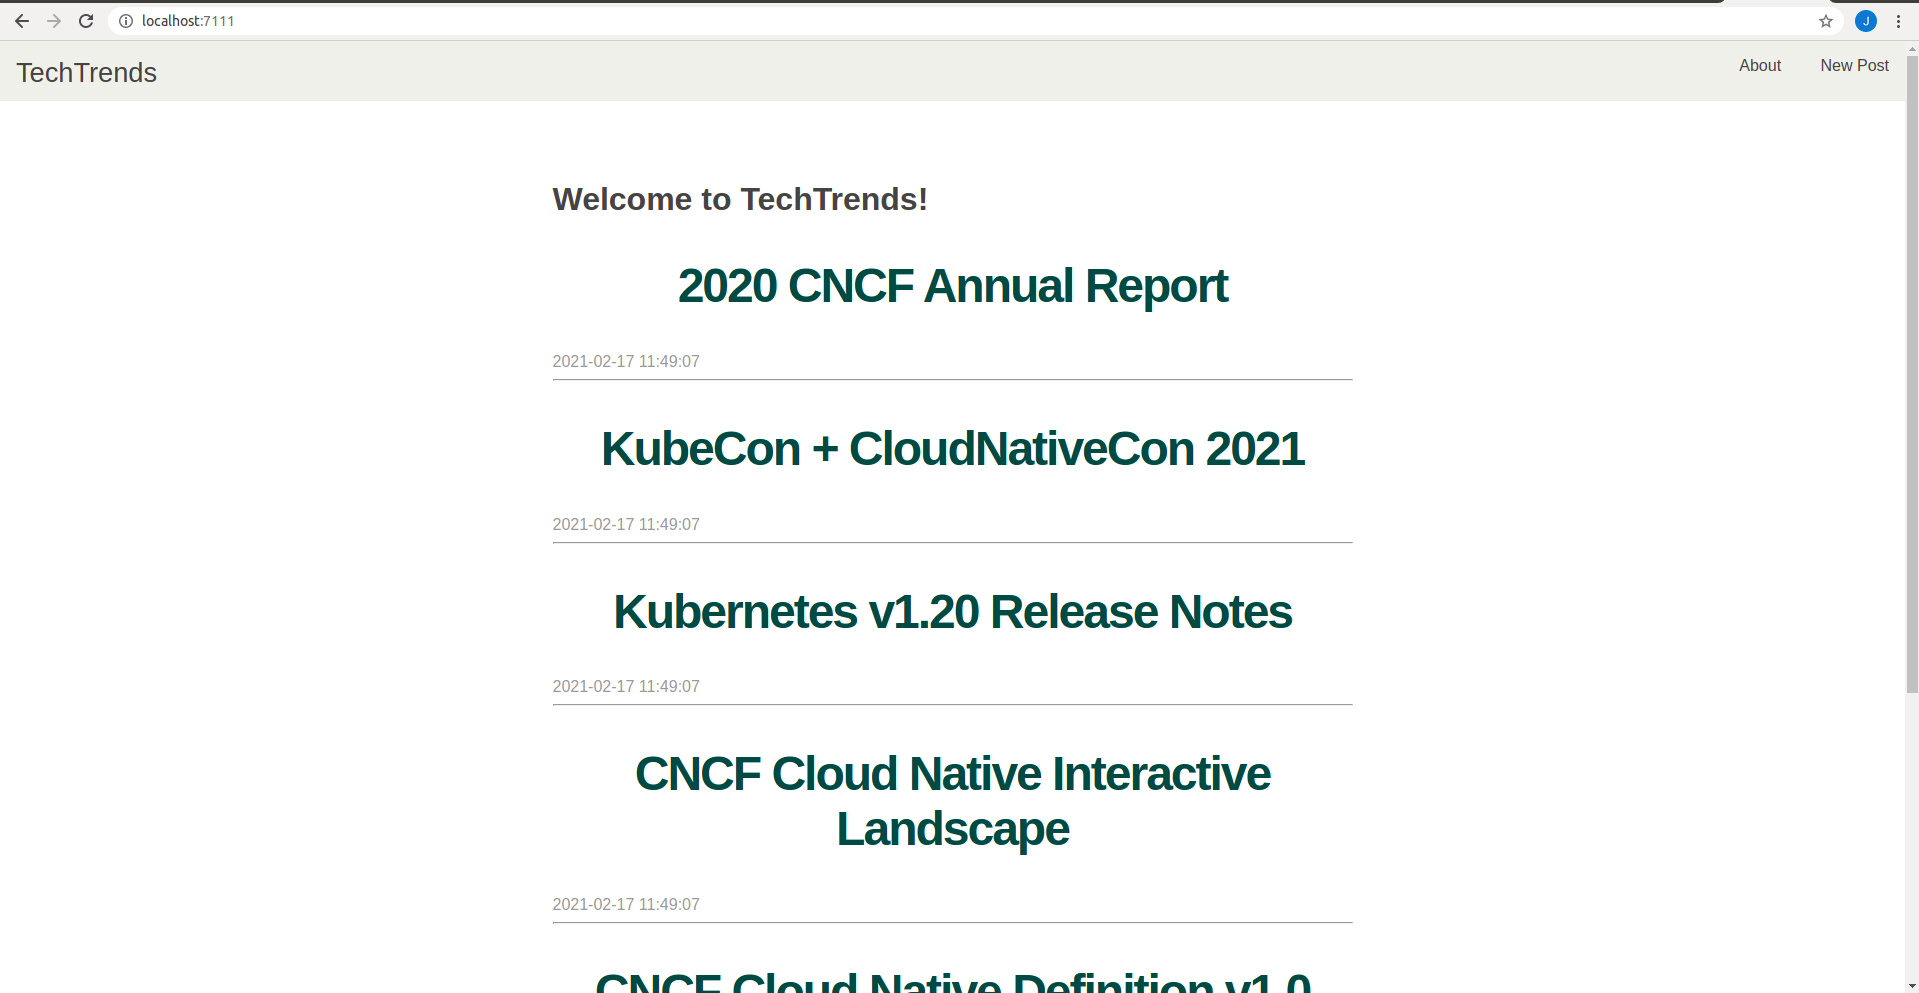 localhost:7111
J
TechTrends
About
New Post
Welcome to TechTrends!
2020 CNCF Annual Report
2021-02-17 11:49:07
KubeCon + CloudNativeCon 2021
2021-02-17 11:49:07
Kubernetes v1.20 Release Notes
2021-02-17 11:49:07
CNCF Cloud Native Interactive
Landscape
2021-02-17 11:49:07
CNCF Cloud Native Definition v1.0